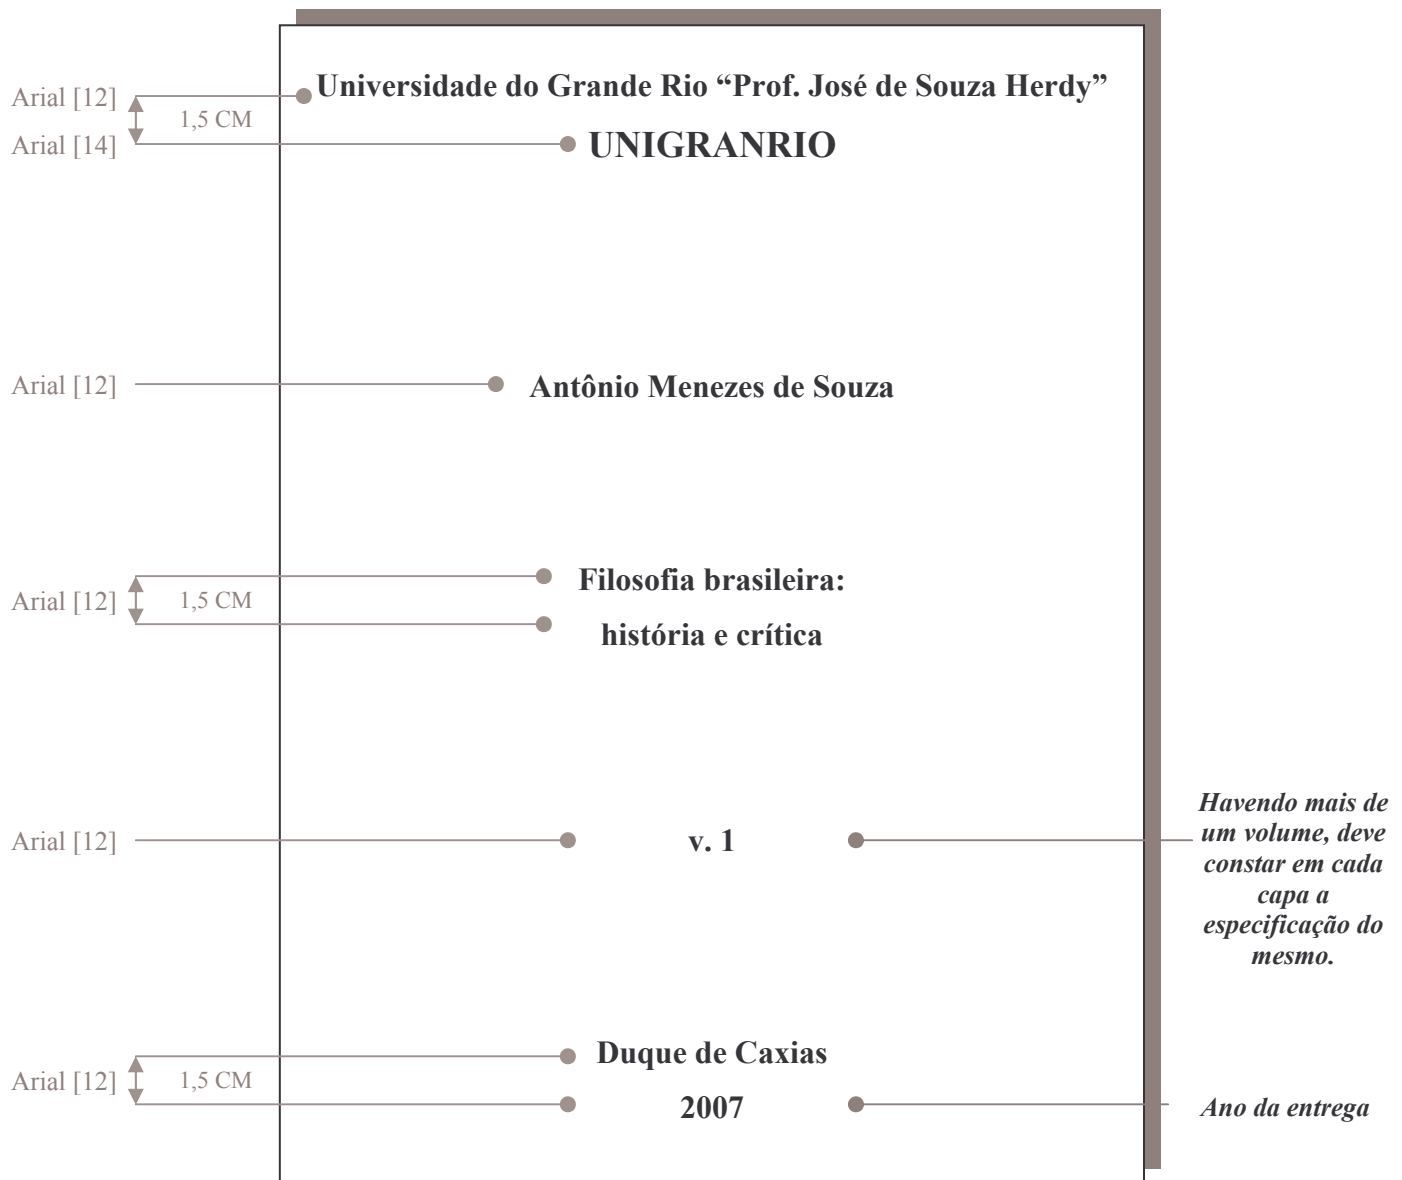 Arial [12]
1,5 CM
Universidade do Grande Rio “Prof. José de Souza Herdy”
Arial [14]
UNIGRANRIO
Arial [12]
Antônio Menezes de Souza
Arial [12]
1,5 CM
Filosofia brasileira:
história e crítica
Arial [12]
v. 1
Havendo mais de
um volume, deve
constar em cada
capa a
especificação do
mesmo.
Arial [12]
1,5 CM
Duque de Caxias
2007
Ano da entrega